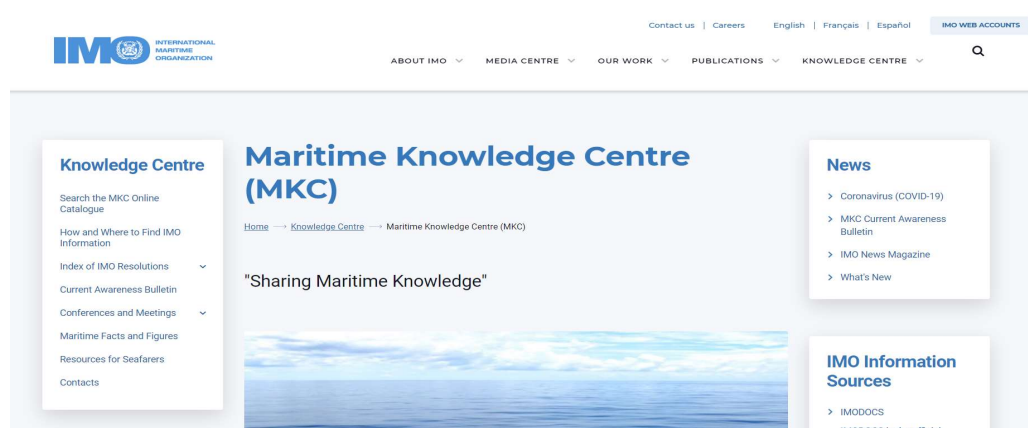 Contact us | Careers English | Français | Español IMO WEB ACCOUNTS
IMO
INTERNATIONAL
MARITIME
ORGANIZATION
ABOUT IMO MEDIA CENTRE OUR WORK PUBLICATIONS KNOWLEDGE CENTRE
Knowledge Centre
Search the MKC Online
Catalogue
How and Where to Find IMO
Information
Index of IMO Resolutions
Current Awareness Bulletin
Conferences and Meetings
Maritime Facts and Figures
Resources for Seafarers
Contacts
Maritime Knowledge Centre
(MKC)
Home → Knowledge Centre → Maritime Knowledge Centre (MKC)
"Sharing Maritime Knowledge"
News
Coronavirus (COVID-19)
MKC Current Awareness
Bulletin
IMO News Magazine
What's New
IMO Information
Sources
IMODOCS